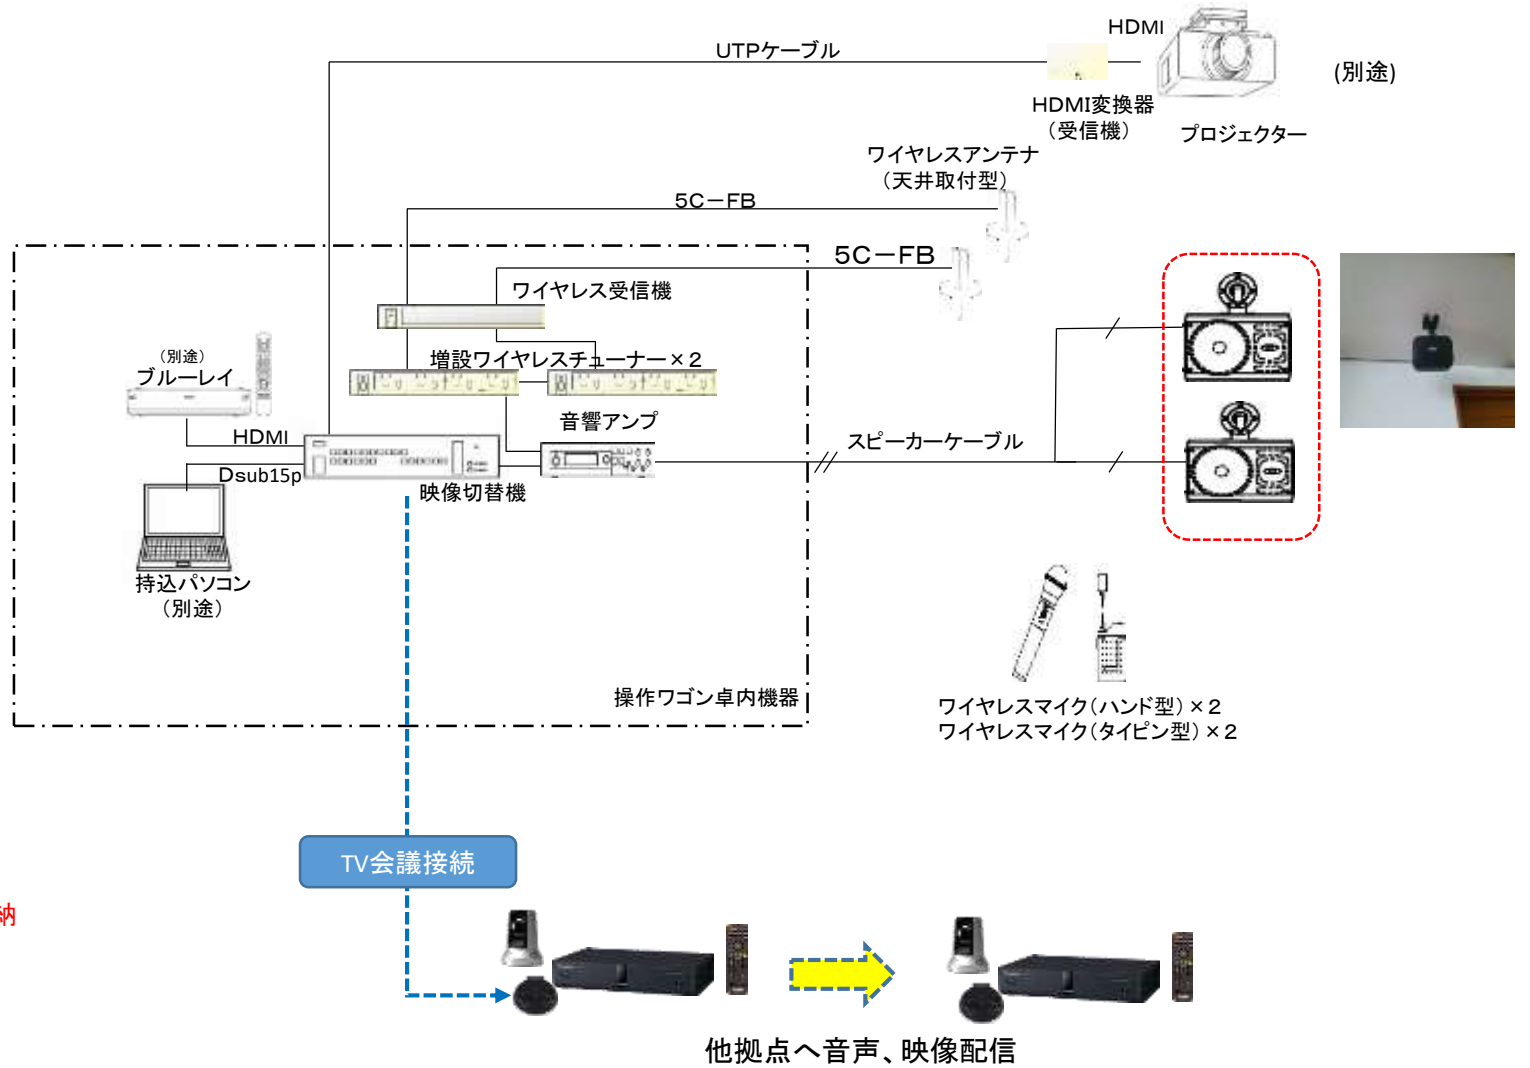 HDMI
UTPケーブル
(別途)
HDMI変換器
（受信機）
プロジェクター
ワイヤレスアンテナ
（天井取付型）
5C－FB
5C－FB
ワイヤレス受信機
増設ワイヤレスチューナー×2
（別途）
ブルーレイ
音響アンプ
HDMI
スピーカーケーブル
Dsub15p
映像切替機
持込パソコン
（別途）
操作ワゴン卓内機器
ワイヤレスマイク（ハンド型）×2
ワイヤレスマイク（タイピン型）×2
TV会議接続
納
他拠点へ音声、映像配信